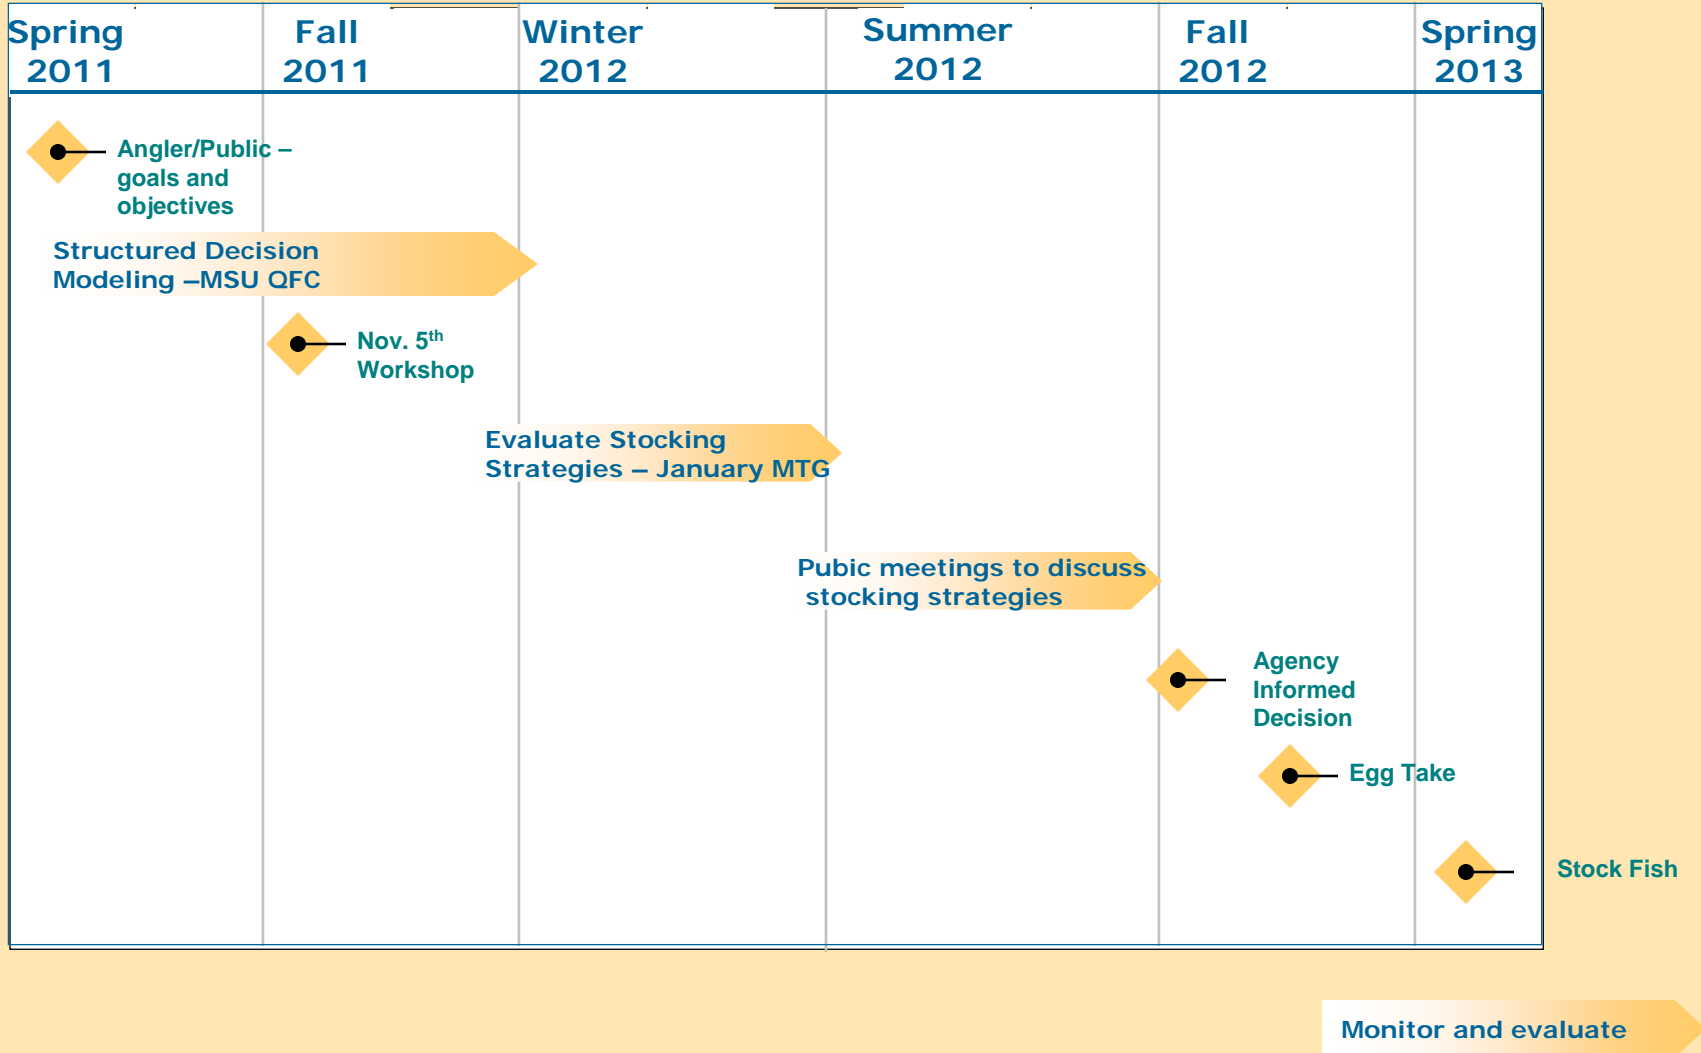 Spring
2011
Fall
2011
Winter
2012
Summer
2012
Fall
2012
Spring
2013
Angler/Public –
goals and
objectives
Structured Decision
Modeling –MSU QFC
Nov. 5th
Workshop
Evaluate Stocking
Strategies – January MTG
Pubic meetings to discuss
stocking strategies
Agency
Informed
Decision
Egg Take
Stock Fish
Monitor and evaluate